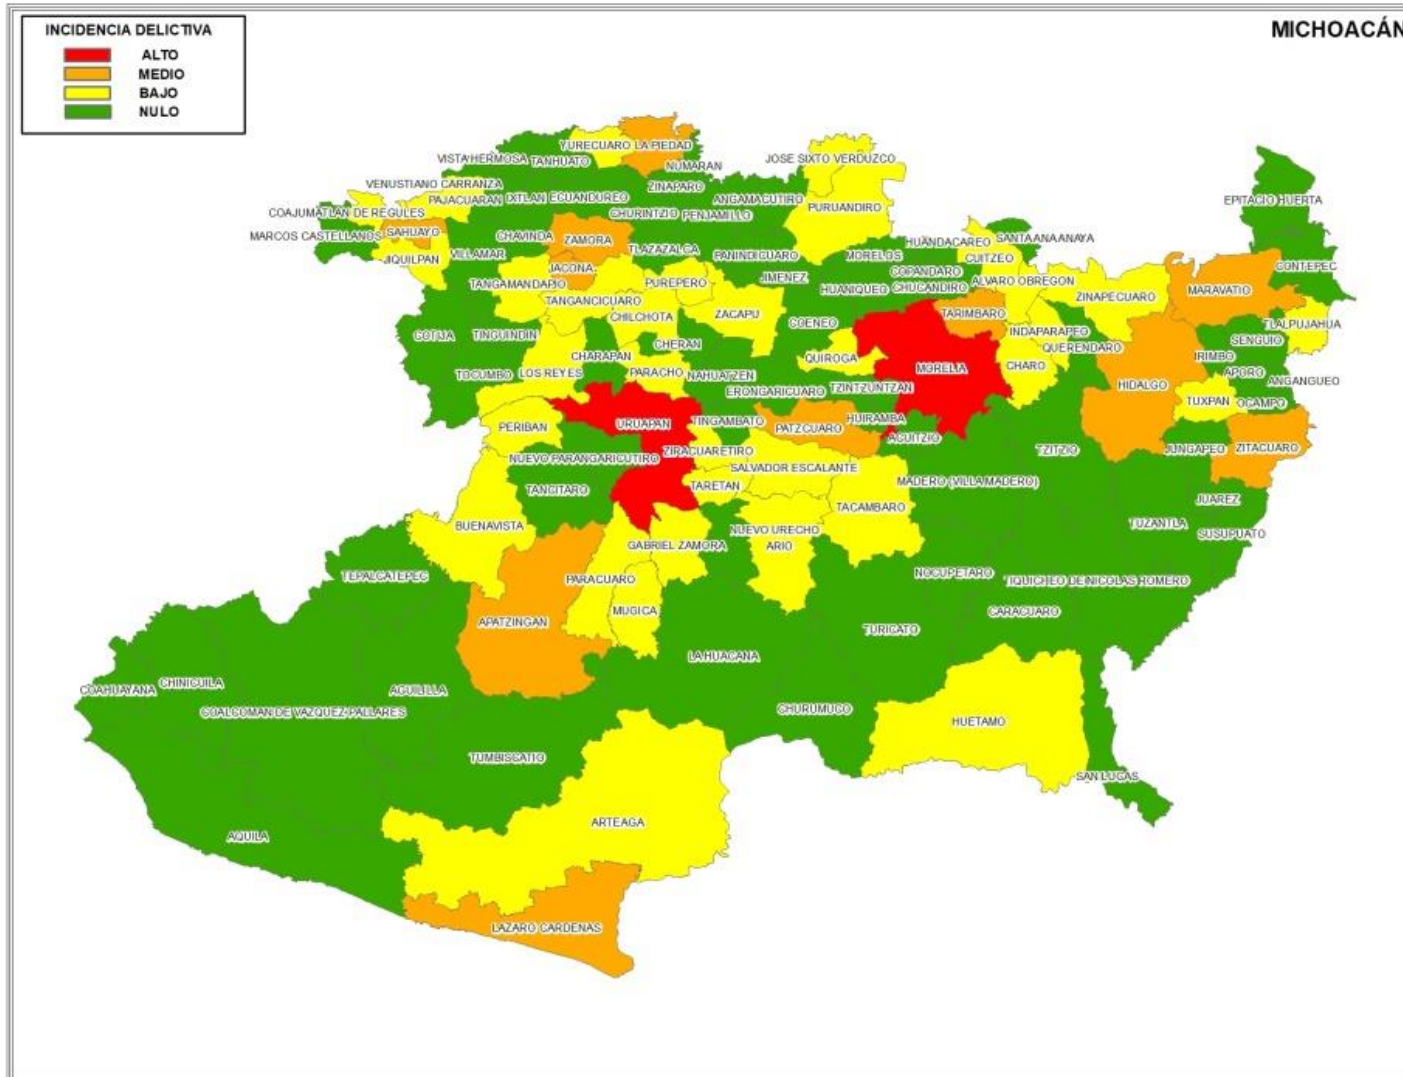 INCIDENCIA DELICTIVA
ALTO
MEDIO
BAJO
NULO
MICHOACÁN
YURECUARO
LA PIEDAD
VISTA HERMOSA
TANHUATO
NUMARAN
JOSE SIXTO VERDUZCO
VENUSTIANO CARRANZA
PAJACUARAN
IXTLAN
ECUANDUREO
ZINAPARO
ANGAMACUTIRO
EPITACIO HUERTA
COAJUMATLAN DE REGULES
CHURINTZIO
PENJAMILLO
PURUANDIRO
MARCOS CASTELLANOS
SAHUAYO
CHAVINDA
ZAMORA
TLAZAZALCA
HUANDACAREO
SANTA ANA ANAYA
JIQUILPAN
VILLAMAR
PANINDICUARO
MORELOS
CUITZEO
CONTEPEC
JACONA
JIMENEZ
COPANDARO
TANGAMANDAPIO
PUREPERO
HUANIQUEO
CHUCANDIRO
ALVARO OBREGON
ZINAPECUARO
MARAVATIO
TANGANCICUARO
CHILCHOTA
ZACAPU
TARIMBARO
COENEO
INDAPARAPEO
TLALPUJAHUA
COTIJA
TINGUINDIN
CHERAN
QUERENDARO
SENGUIO
CHARAPAN
QUIROGA
IRIMBO
TOCUMBO
LOS REYES
PARACHO
NAHUATZEN
MORELIA
CHARO
APORO
ERONGARICUARO
TZINTZUNTZAN
HIDALGO
ANGANGUEO
TUXPAN
OCAMPO
PERIBAN
URUAPAN
TINGAMBATO
PATZCUARO
HUIRAMBA
ACUITZIO
NUEVO PARANGARICUTIRO
ZIRACUARETIRO
TZITZIO
JUNGAPEO
ZITACUARO
SALVADOR ESCALANTE
TANCITARO
TARETAN
MADERO (VILLA MADERO)
TACAMBARO
JUAREZ
BUENAVISTA
NUEVO URECHO
TUZANTLA
SUSUPUATO
GABRIEL ZAMORA
ARIO
TEPALCATEPEC
PARACUARO
NOCUPETARO
TIQUICHEO DE NICOLAS ROMERO
APATZINGAN
MUGICA
CARACUARO
TURICATO
LA HUACANA
COAHUAYANA
CHINICUILA
AGUILILLA
COALCOMAN DE VAZQUEZ PALLARES
CHURUMUCO
HUETAMO
TUMBISCATIO
SAN LUCAS
ARTEAGA
AQUILA
LAZARO CARDENAS